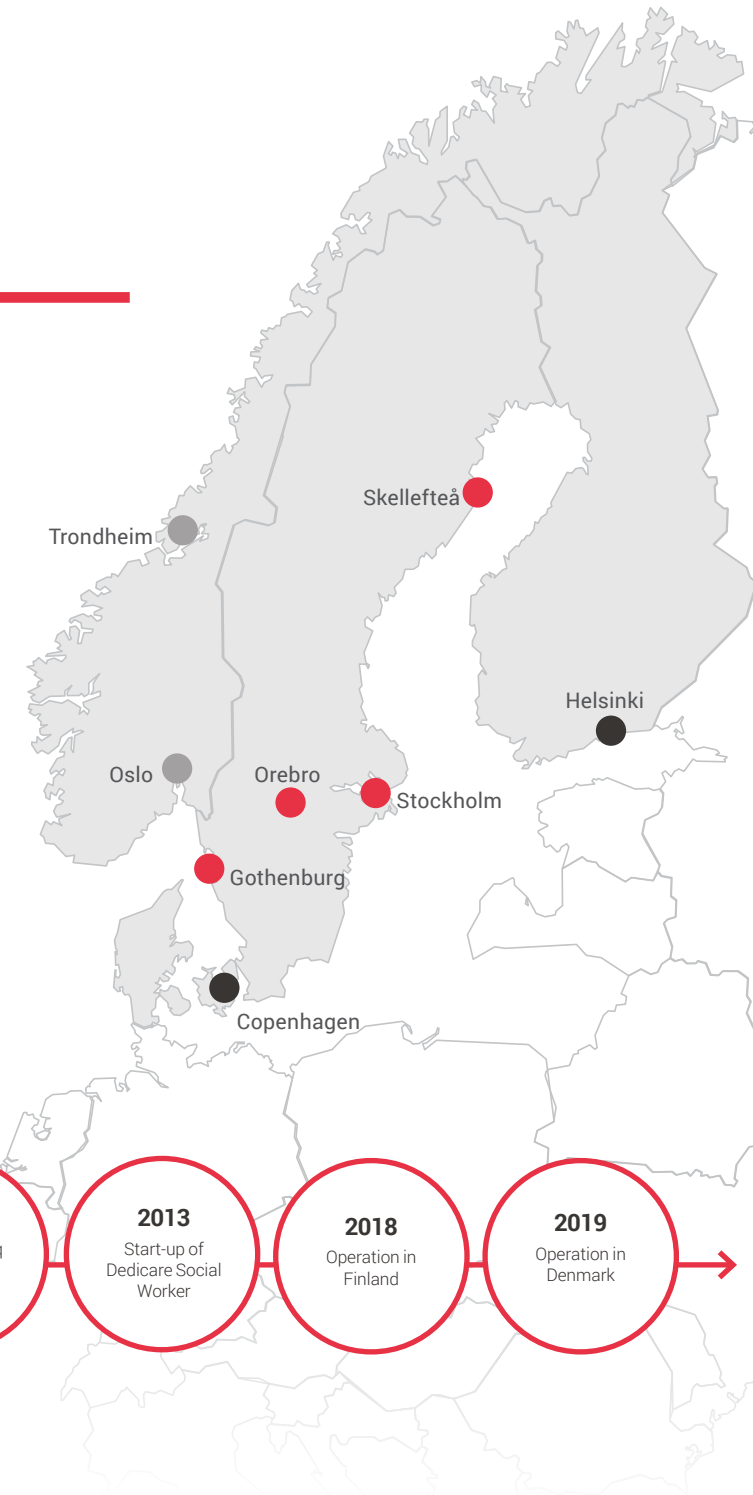 Skellefteå
Trondheim
Helsinki
Oslo
Orebro
Stockholm
Gothenburg
Copenhagen
2013
Start-up of
Dedicare Social
Worker
2018
Operation in
Finland
2019
Operation in
Denmark